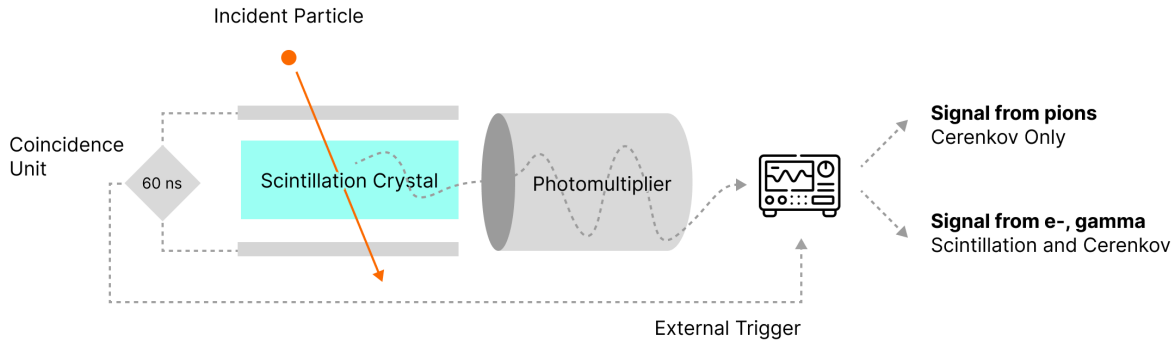 Incident Particle
Coincidence
Unit
60 ns
Scintillation Crystal
Photomultiplier
Signal from pions
Cerenkov Only
Signal from e-, gamma
Scintillation and Cerenkov
External Trigger